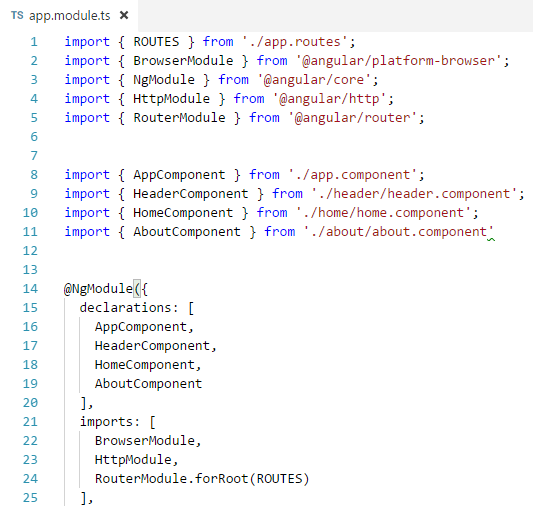 TS app.module.ts ×
1 import { ROUTES } from './app.routes';
2 import { BrowserModule } from '@angular/platform-browser';
3 import { NgModule } from '@angular/core';
4 import { HttpModule } from '@angular/http';
5 import { RouterModule } from '@angular/router';
6
7
8 import { AppComponent } from './app.component';
9 import { HeaderComponent } from './header/header.component';
10 import { HomeComponent } from './home/home.component';
11 import { AboutComponent } from './about/about.component'
12
13
14 @NgModule({
15   declarations: [
16     AppComponent,
17     HeaderComponent,
18     HomeComponent,
19     AboutComponent
20   ],
21   imports: [
22     BrowserModule,
23     HttpModule,
24     RouterModule.forRoot(ROUTES)
25   ],